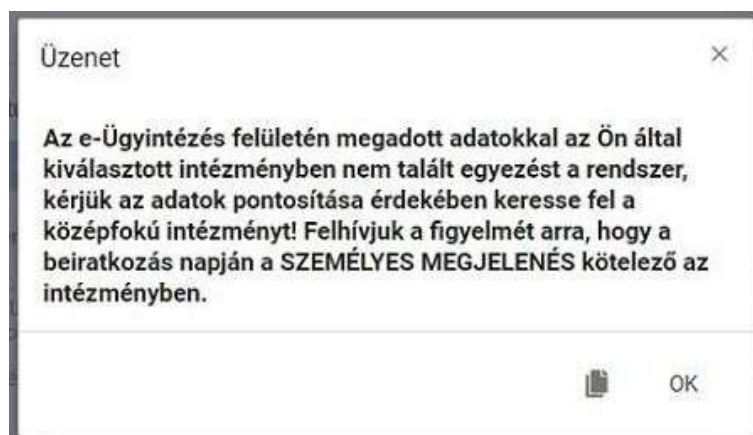 Üzenet
Az e-Ügyintézés felületén megadott adatokkal az Ön által
kiválasztott intézményben nem talált egyezést a rendszer,
kérjük az adatok pontosítása érdekében keresse fel a
középfokú intézményt! Felhívjuk a figyelmét arra, hogy a
beiratkozás napján a SZEMÉLYES MEGJELENÉS kötelező az
intézményben.
OK